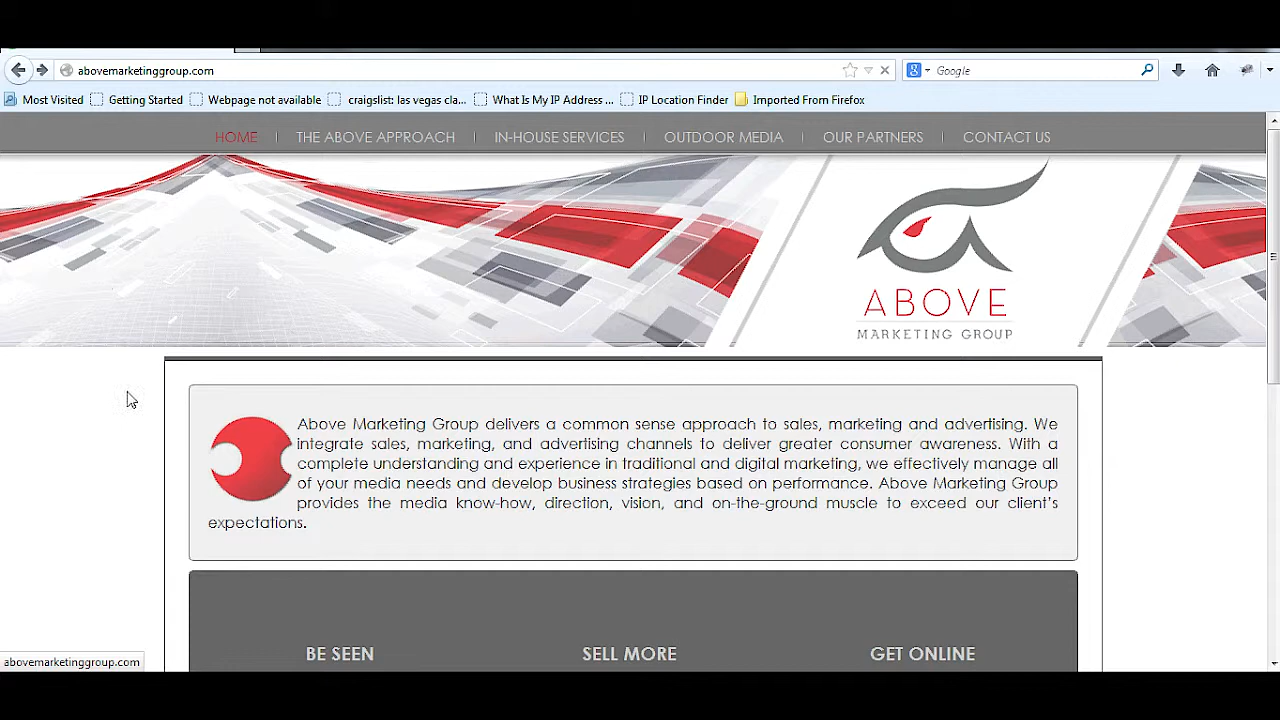 abovemarketinggroup.com
Google
Most Visited Getting Started Webpage not available craigslist: las vegas cla... What Is My IP Address ... IP Location Finder Imported From Firefox
HOME THE ABOVE APPROACH IN-HOUSE SERVICES OUTDOOR MEDIA OUR PARTNERS CONTACT US
ABOVE
MARKETING GROUP
Above Marketing Group delivers a common sense approach to sales, marketing and advertising. We
integrate sales, marketing, and advertising channels to deliver greater consumer awareness. With a
complete understanding and experience in traditional and digital marketing, we effectively manage all
of your media needs and develop business strategies based on performance. Above Marketing Group
provides the media know-how, direction, vision, and on-the-ground muscle to exceed our client's
expectations.
BE SEEN SELL MORE GET ONLINE
abovemarketinggroup.com